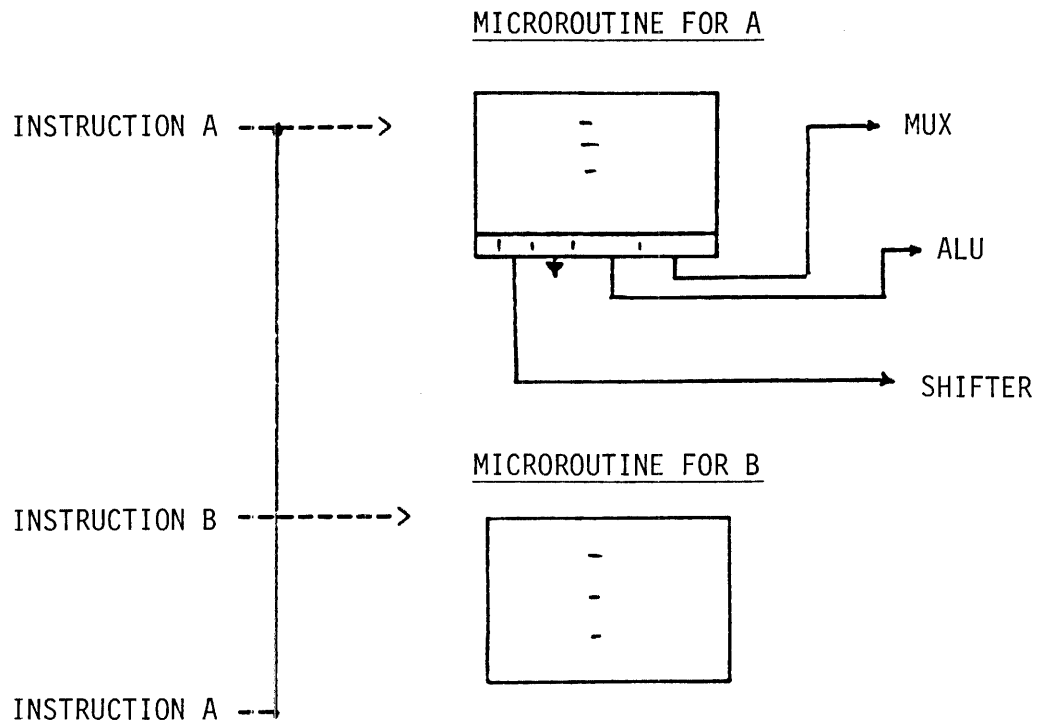 MICROROUTINE FOR A
INSTRUCTION A
MUX
ALU
SHIFTER
MICROROUTINE FOR B
INSTRUCTION B
INSTRUCTION A